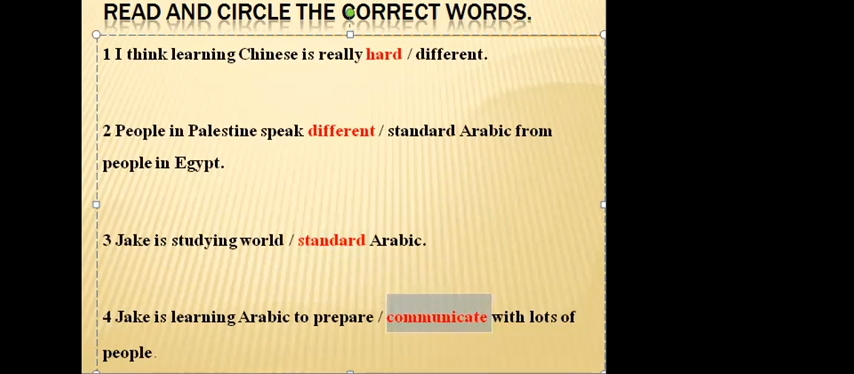 READ AND CIRCLE THE CORRECT WORDS.
1 I think learning Chinese is really hard / different.
2 People in Palestine speak different / standard Arabic from
people in Egypt.
3 Jake is studying world / standard Arabic.
4 Jake is learning Arabic to prepare / communicate with lots of
people.